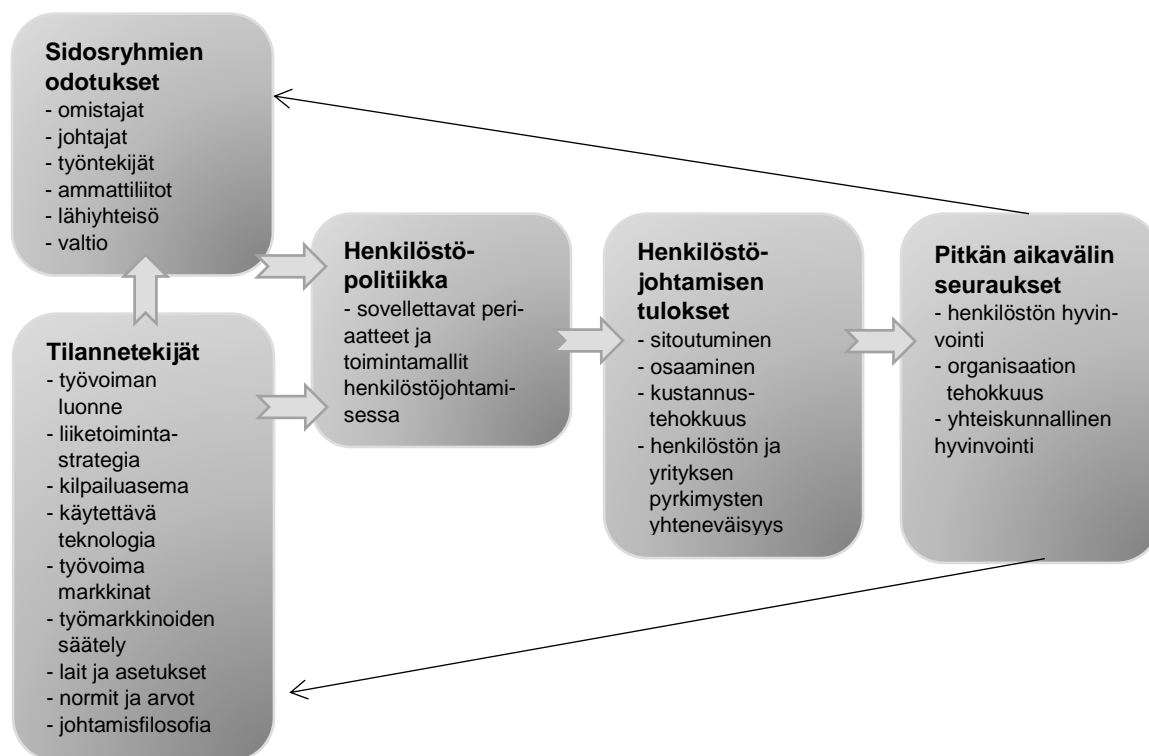 Sidosryhmien
odotukset
- omistajat
- johtajat
- työntekijät
- ammattiliitot
- lähiyhteisö
- valtio
Tilannetekijät
- työvoiman
luonne
- liiketoiminta-
strategia
- kilpailuasema
- käytettävä
teknologia
- työvoima
markkinat
- työmarkkinoiden
säätely
- lait ja asetukset
- normit ja arvot
- johtamisfilosofia
Henkilöstö-
politiikka
- sovellettavat peri-
aatteet ja
toimintamallit
henkilöstöjohtami-
sessa
Henkilöstö-
johtamisen
tulokset
- sitoutuminen
- osaaminen
- kustannus-
tehokkuus
- henkilöstön ja
yrityksen
pyrkimysten
yhteneväisyys
Pitkän aikavälin
seuraukset
- henkilöstön hyvin-
vointi
- organisaation
tehokkuus
- yhteiskunnallinen
hyvinvointi